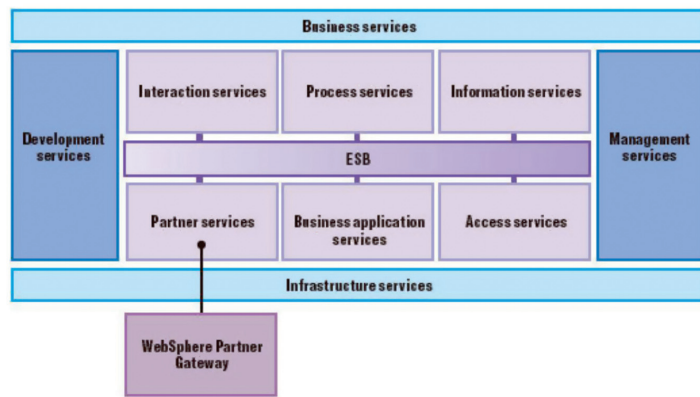 Business services
Interaction services
Process services
Information services
Development
services
Management
services
ESB
Partner services
Business application
services
Access services
Infrastructure services
WebSphere Partner
Gateway